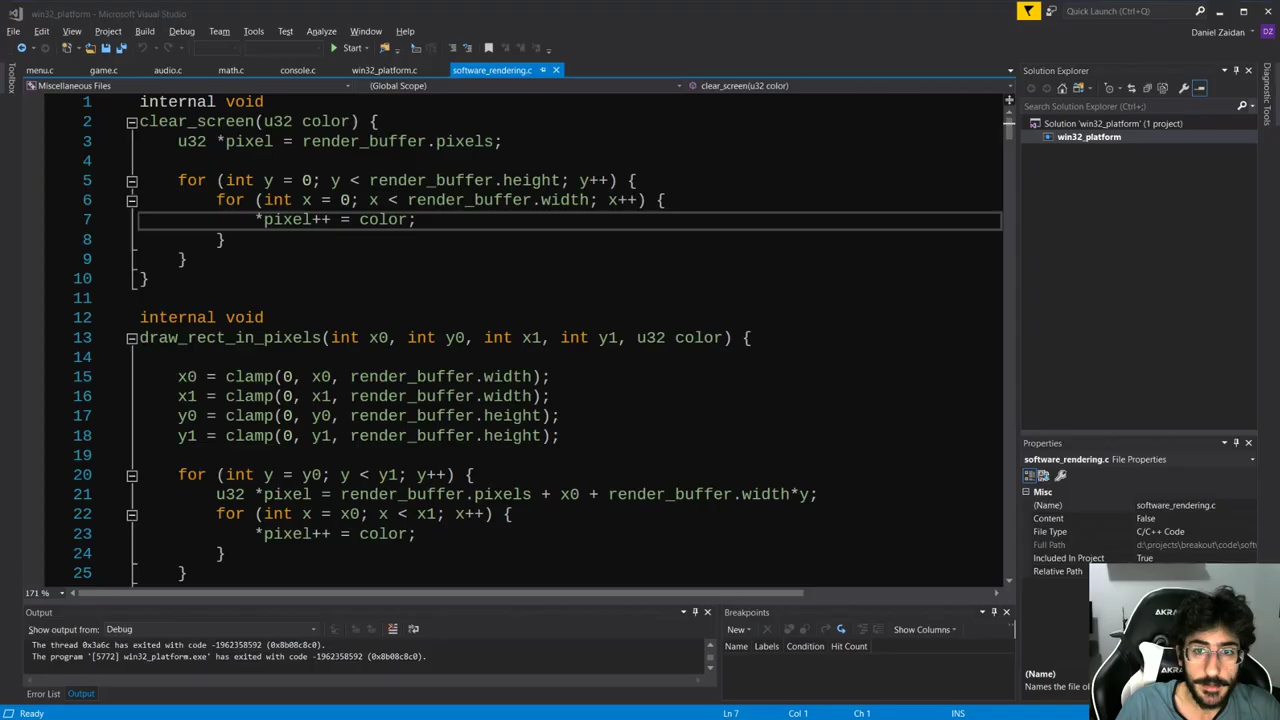 win32_platform - Microsoft Visual Studio
Quick Launch (Ctrl+Q)
File Edit View Project Build Debug Team Tools Test Analyze Window Help
Daniel Zaidan DZ
Start
Toolbox
menu.c game.c audio.c math.c console.c win32_platform.c software_rendering.c
Miscellaneous Files (Global Scope) clear_screen(u32 color)
1 internal void
2 clear_screen(u32 color) {
3 u32 *pixel = render_buffer.pixels;
4
5 for (int y = 0; y < render_buffer.height; y++) {
6 for (int x = 0; x < render_buffer.width; x++) {
7 *pixel++ = color;
8 }
9 }
10 }
11
12 internal void
13 draw_rect_in_pixels(int x0, int y0, int x1, int y1, u32 color) {
14
15 x0 = clamp(0, x0, render_buffer.width);
16 x1 = clamp(0, x1, render_buffer.width);
17 y0 = clamp(0, y0, render_buffer.height);
18 y1 = clamp(0, y1, render_buffer.height);
19
20 for (int y = y0; y < y1; y++) {
21 u32 *pixel = render_buffer.pixels + x0 + render_buffer.width*y;
22 for (int x = x0; x < x1; x++) {
23 *pixel++ = color;
24 }
25 }
171 %
Solution Explorer
Search Solution Explorer (Ctrl+;)
Solution 'win32_platform' (1 project)
win32_platform
Diagnostic Tools
Properties
software_rendering.c File Properties
Misc
(Name) software_rendering.c
Content False
File Type C/C++ Code
Full Path d:\projects\breakout\code\soft
Included In Project True
Relative Path
(Name)
Names the file of
Output
Show output from: Debug
The thread 0x3a6c has exited with code -1962358592 (0x8b08c8c0).
The program '[5772] win32_platform.exe' has exited with code -1962358592 (0x8b08c8c0).
Breakpoints
New Show Columns
Name Labels Condition Hit Count
Error List Output
Ready Ln 7 Col 1 Ch 1 INS
AKRA